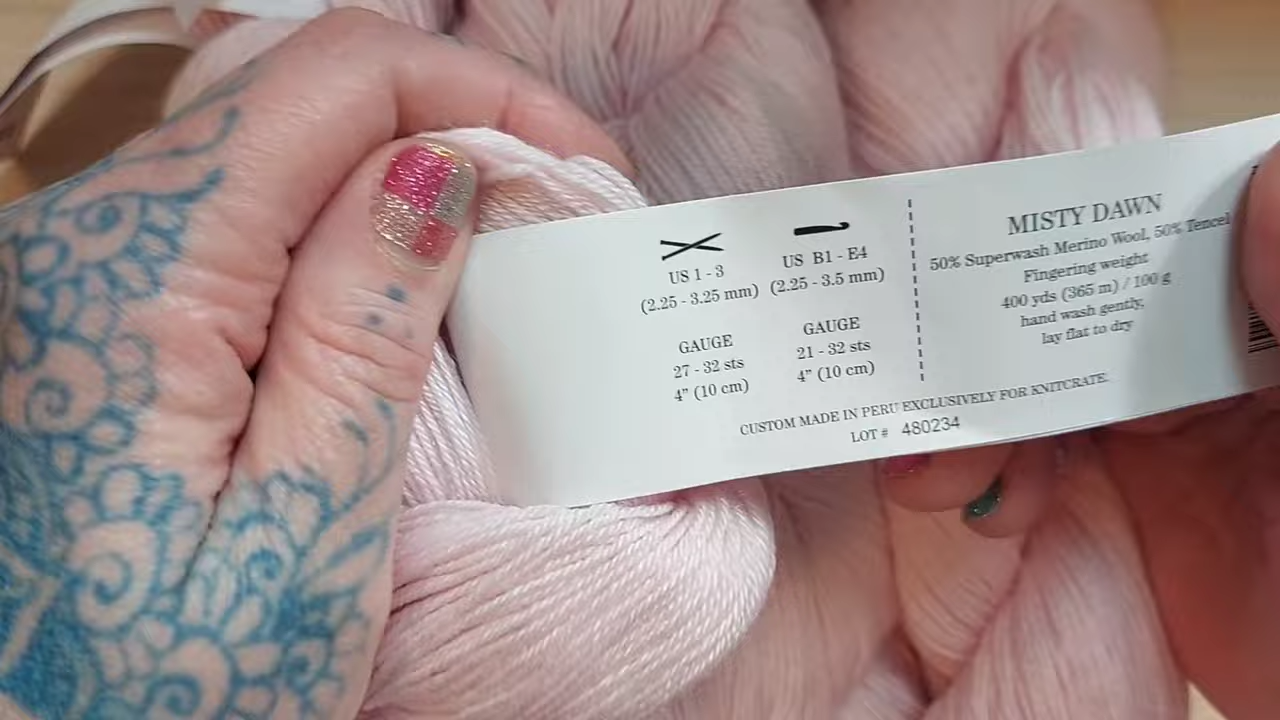 US 1 - 3
(2.25 - 3.25 mm)
GAUGE
27 - 32 sts
4” (10 cm)
US B1 - E4
(2.25 - 3.5 mm)
GAUGE
21 - 32 sts
4” (10 cm)
MISTY DAWN
50% Superwash Merino Wool, 50% Tencel
Fingering weight
400 yds (365 m) / 100 g
hand wash gently,
lay flat to dry
CUSTOM MADE IN PERU EXCLUSIVELY FOR KNITCRATE.
LOT # 480234